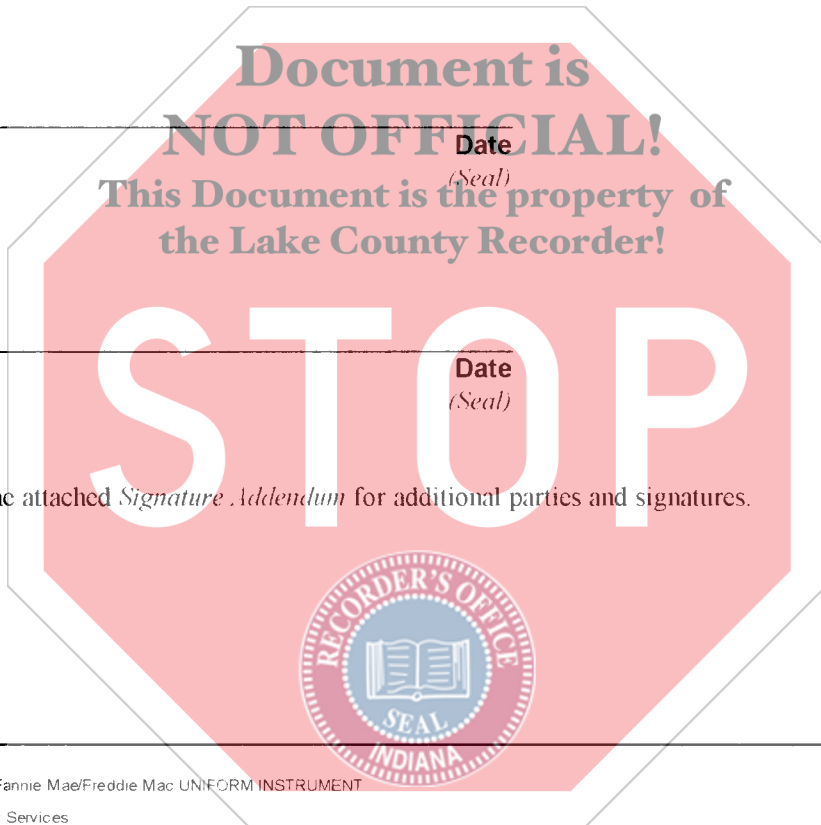 Document is
NOT OFFICIAL!
Date
(Seal)
This Document is the property of
the Lake County Recorder!
STOP
Date
(Seal)
attached Signature Addendum for additional parties and signatures.
RECORDER'S OFFICE
SEAL
INDIANA
Fannie Mae/Freddie Mac UNIFORM INSTRUMENT
Services